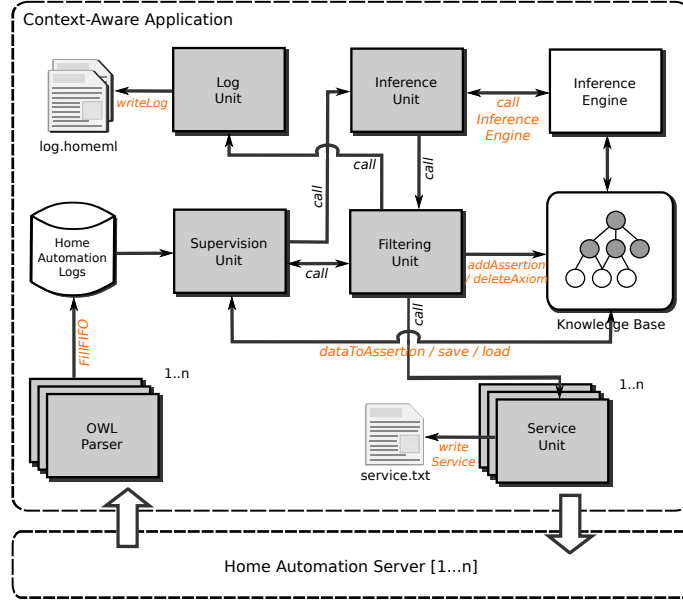 Context-Aware Application
Log
Unit
Inference
Unit
Inference
Engine
writeLog
call
Inference
Engine
log.homeml
call
call
call
Home
Automation
Logs
Supervision
Unit
call
Filtering
Unit
addAssertion
/ deleteAxiom
Knowledge Base
call
dataToAssertion / save / load
FillFIFO
1..n
1..n
OWL
Parser
service.txt
write
Service
Service
Unit
Home Automation Server [1...n]